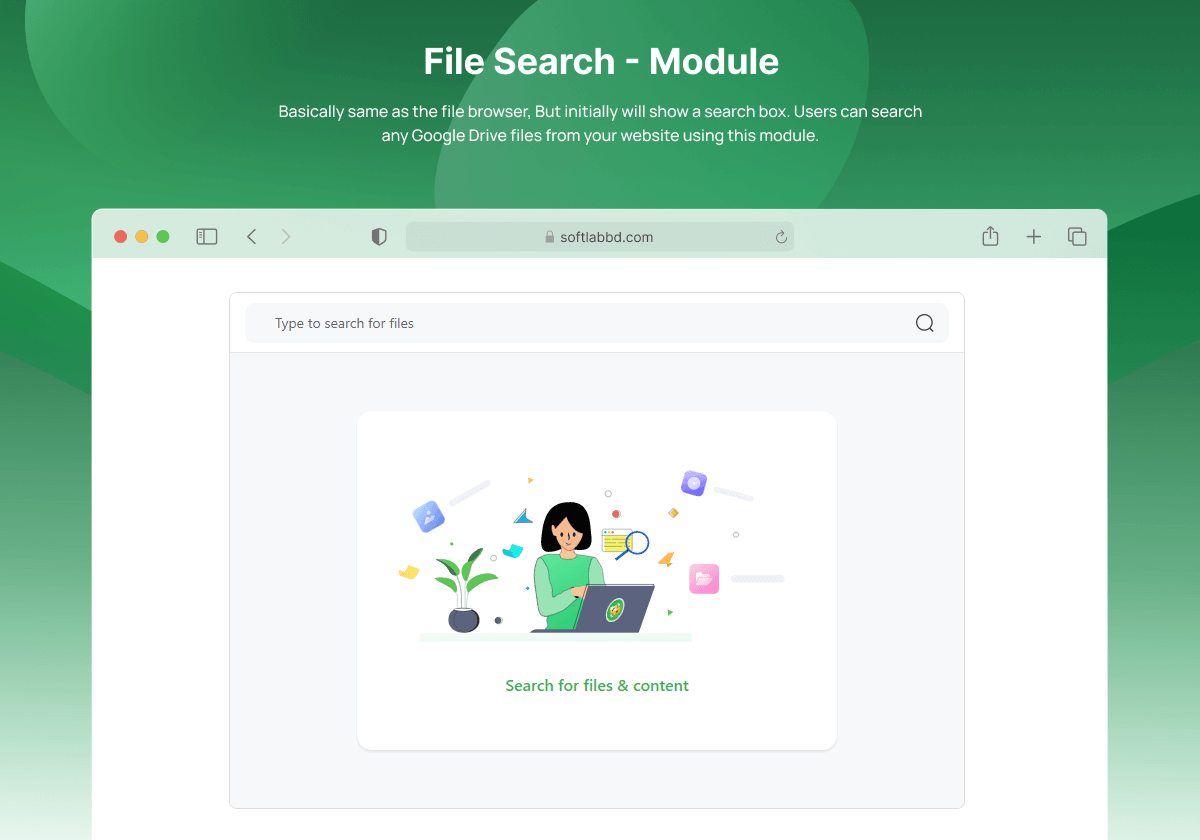 File Search - Module
Basically same as the file browser, But initially will show a search box. Users can search
any Google Drive files from your website using this module.
softlabbd.com
Type to search for files
Search for files & content